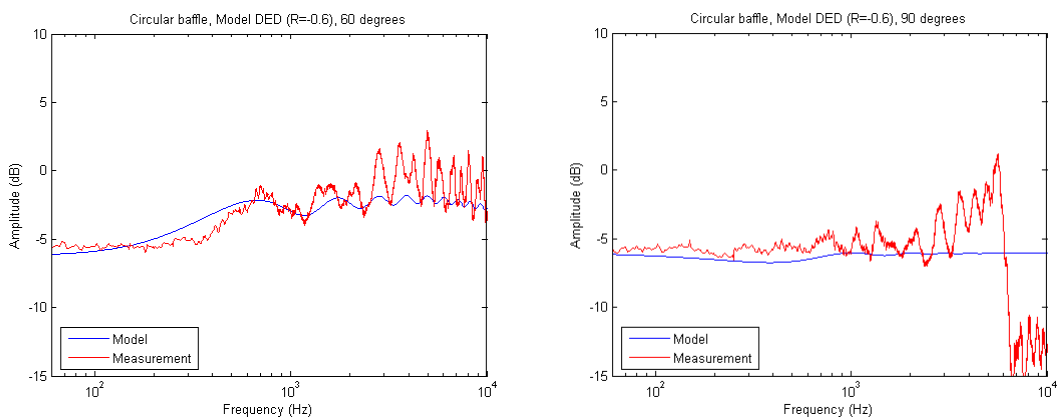 Circular baffle, Model DED (R=-0.6), 60 degrees
10
5
0
-5
-10
-15
Amplitude (dB)
Model
Measurement
10^2
10^3
10^4
Frequency (Hz)
Circular baffle, Model DED (R=-0.6), 90 degrees
10
5
0
-5
-10
-15
Amplitude (dB)
Model
Measurement
10^2
10^3
10^4
Frequency (Hz)